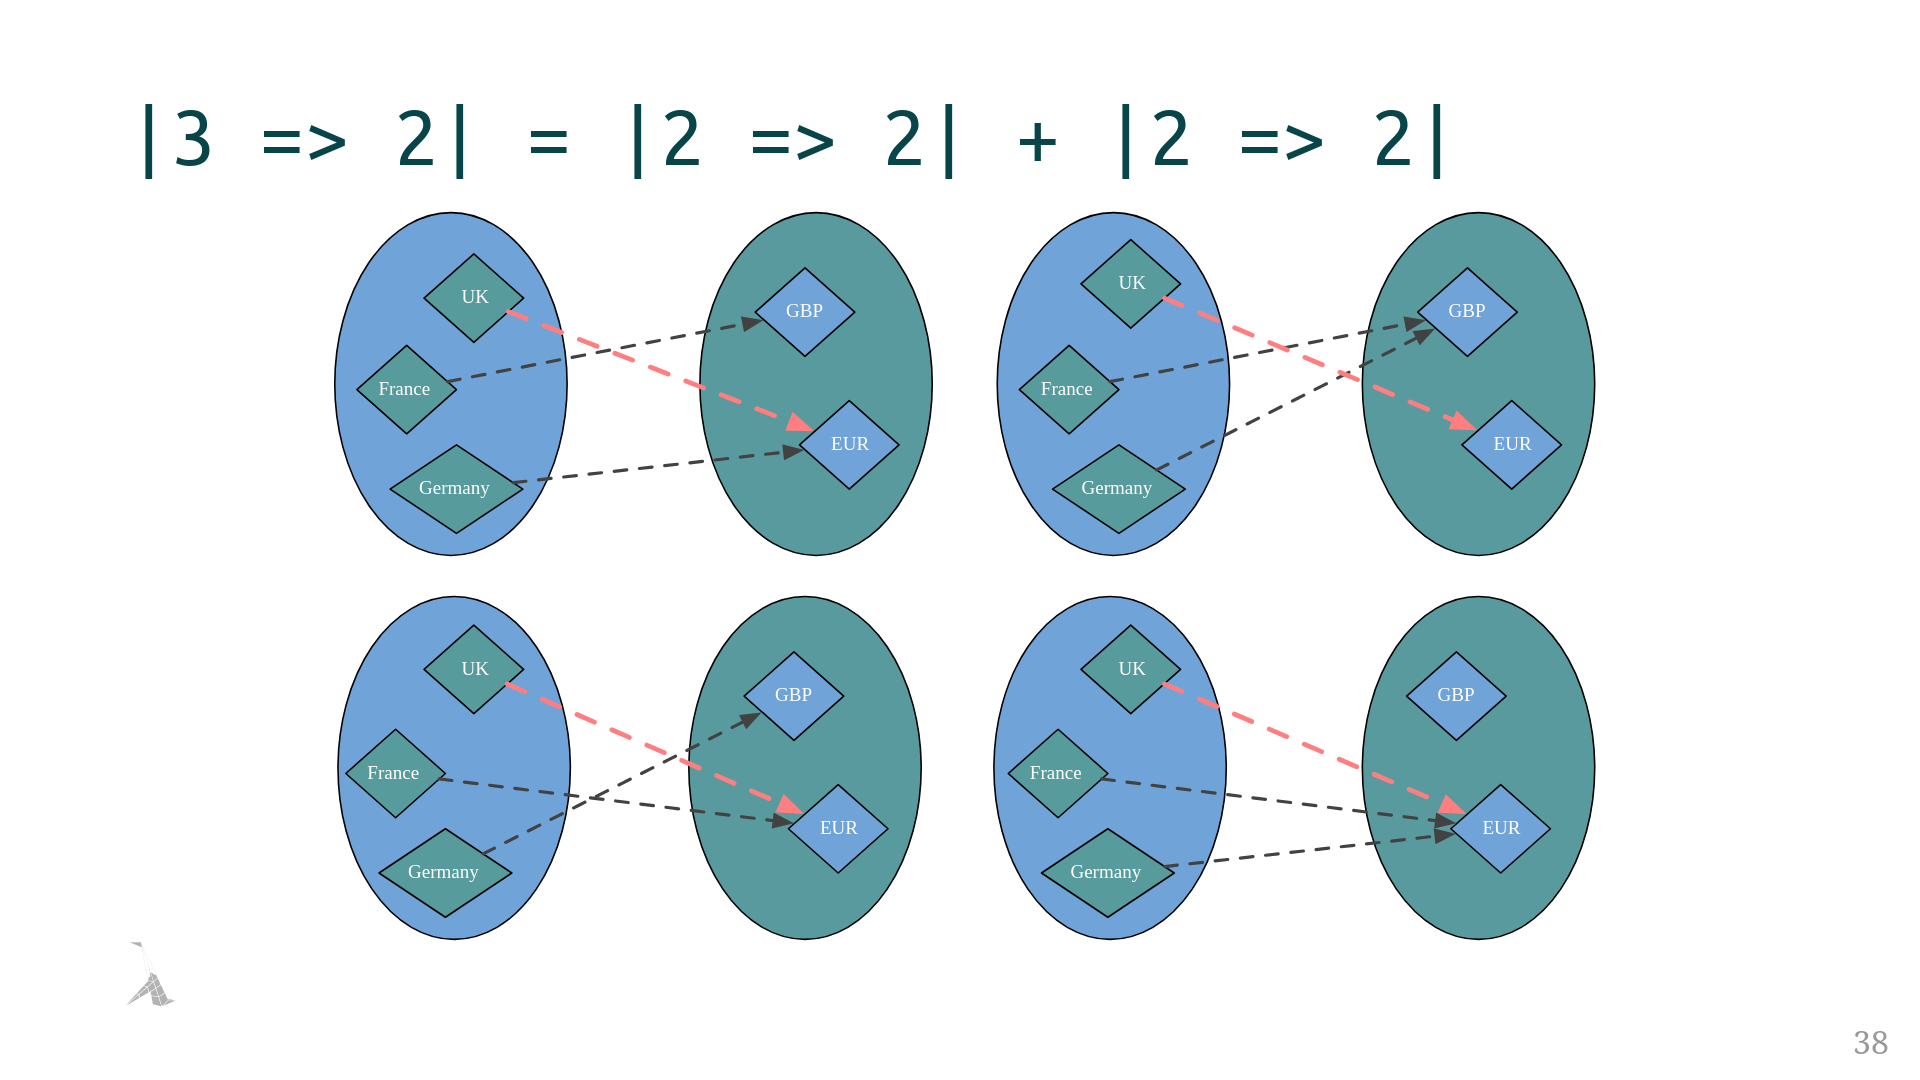 |3 => 2| = |2 => 2| + |2 => 2|
UK
GBP
France
EUR
Germany
UK
GBP
France
EUR
Germany
UK
GBP
France
EUR
Germany
UK
GBP
France
EUR
Germany
38